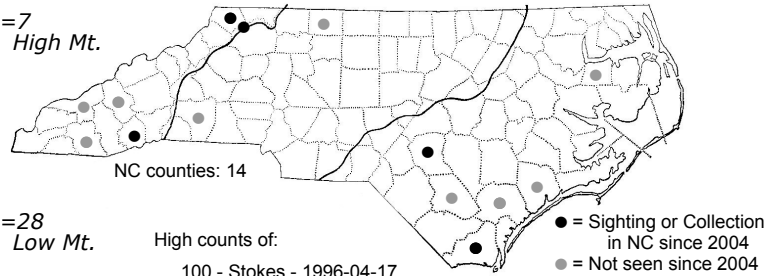 =7
High Mt.
NC counties: 14
=28
Low Mt.
High counts of:
100 - Stokes - 1996-04-17
= Sighting or Collection
in NC since 2004
= Not seen since 2004